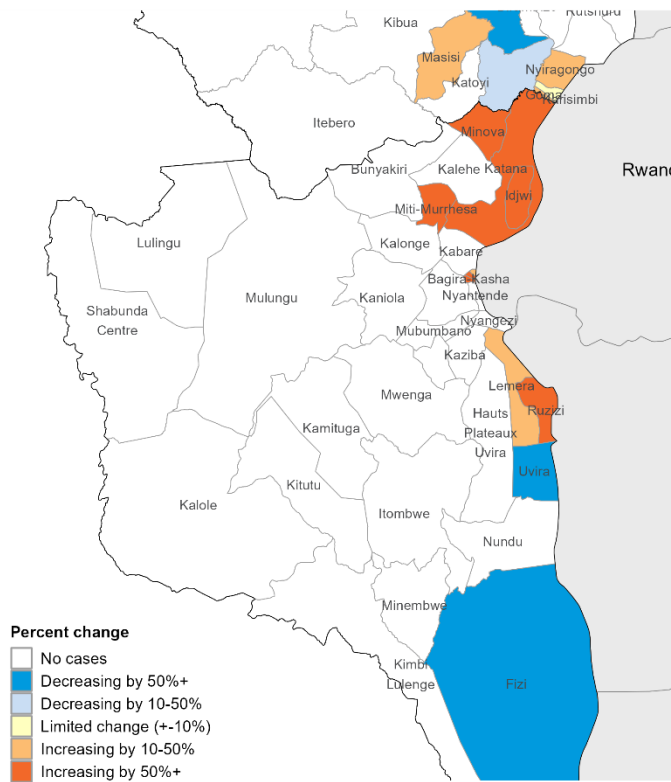 Rutshuru
Kibua
Masisi
Nyiragongo
Katoyi
Goma
Karisimbi
Itebero
Minova
Bunyakiri
Kalehe
Katana
Rwand
Idjwi
Miti-Murrhesa
Lulingu
Kalonge
Kabare
Bagira-Kasha
Mulungu
Kaniola
Nyantende
Shabunda
Centre
Nyangezi
Mubumbano
Kaziba
Lemera
Mwenga
Hauts
Plateaux
Uvira
Ruzizi
Kamituga
Uvira
Kitutu
Kalole
Itombwe
Nundu
Minembwe
Kimbi
Lulenge
Fizi
Percent change
No cases
Decreasing by 50%+
Decreasing by 10-50%
Limited change (+-10%)
Increasing by 10-50%
Increasing by 50%+